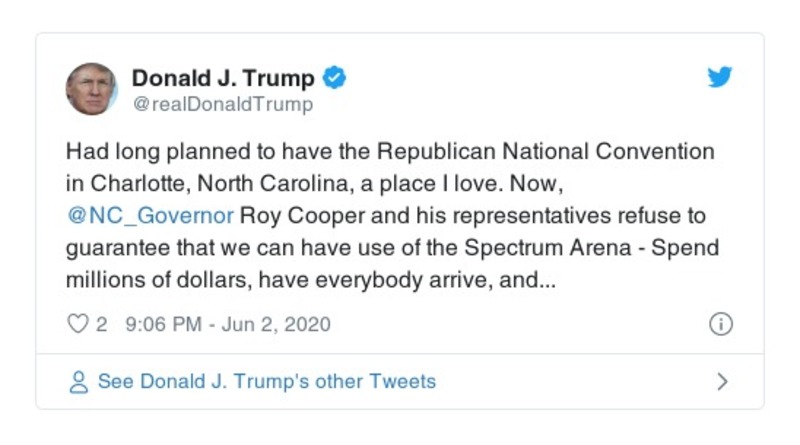 Donald J. Trump
@realDonaldTrump
Had long planned to have the Republican National Convention
in Charlotte, North Carolina, a place I love. Now,
@NC_Governor Roy Cooper and his representatives refuse to
guarantee that we can have use of the Spectrum Arena - Spend
millions of dollars, have everybody arrive, and...
2 9:06 PM - Jun 2, 2020
See Donald J. Trump's other Tweets